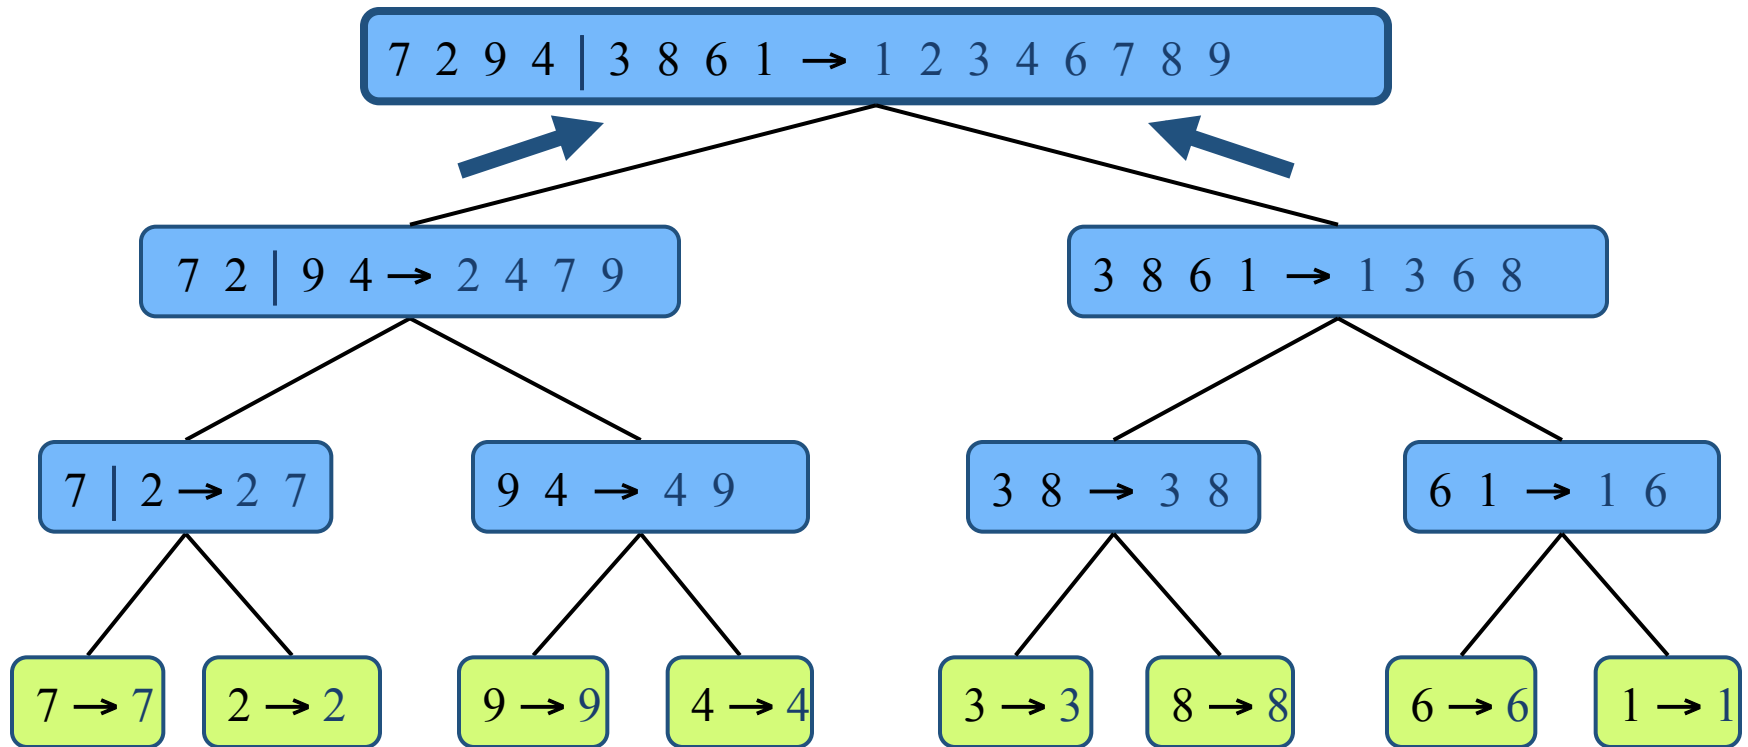 7 2 9 4 | 3 8 6 1 → 1 2 3 4 6 7 8 9
7 2 | 9 4 → 2 4 7 9
3 8 6 1 → 1 3 6 8
7 | 2 → 2 7
9 4 → 4 9
3 8 → 3 8
6 1 → 1 6
7 → 7
2 → 2
9 → 9
4 → 4
3 → 3
8 → 8
6 → 6
1 → 1